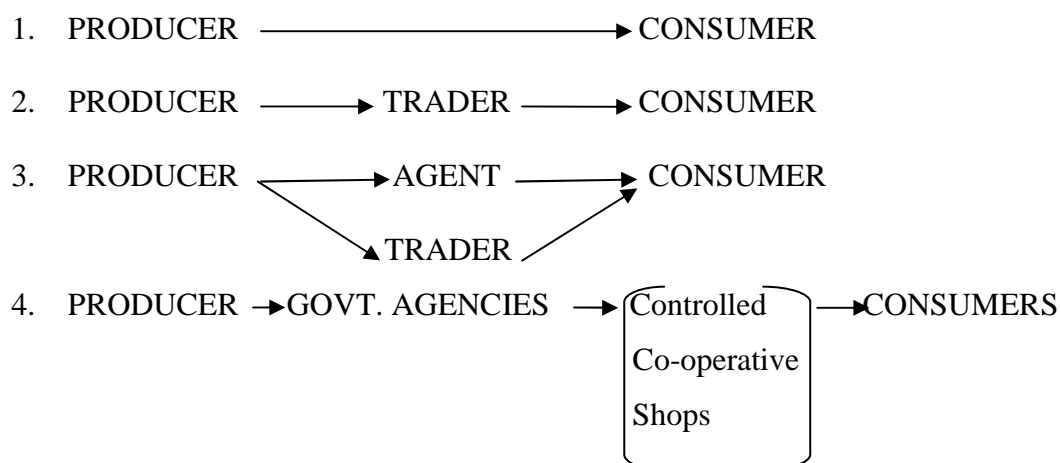 1. PRODUCER CONSUMER
2. PRODUCER TRADER CONSUMER
3. PRODUCER AGENT CONSUMER
TRADER
4. PRODUCER GOVT. AGENCIES Controlled CONSUMERS
Co-operative
Shops